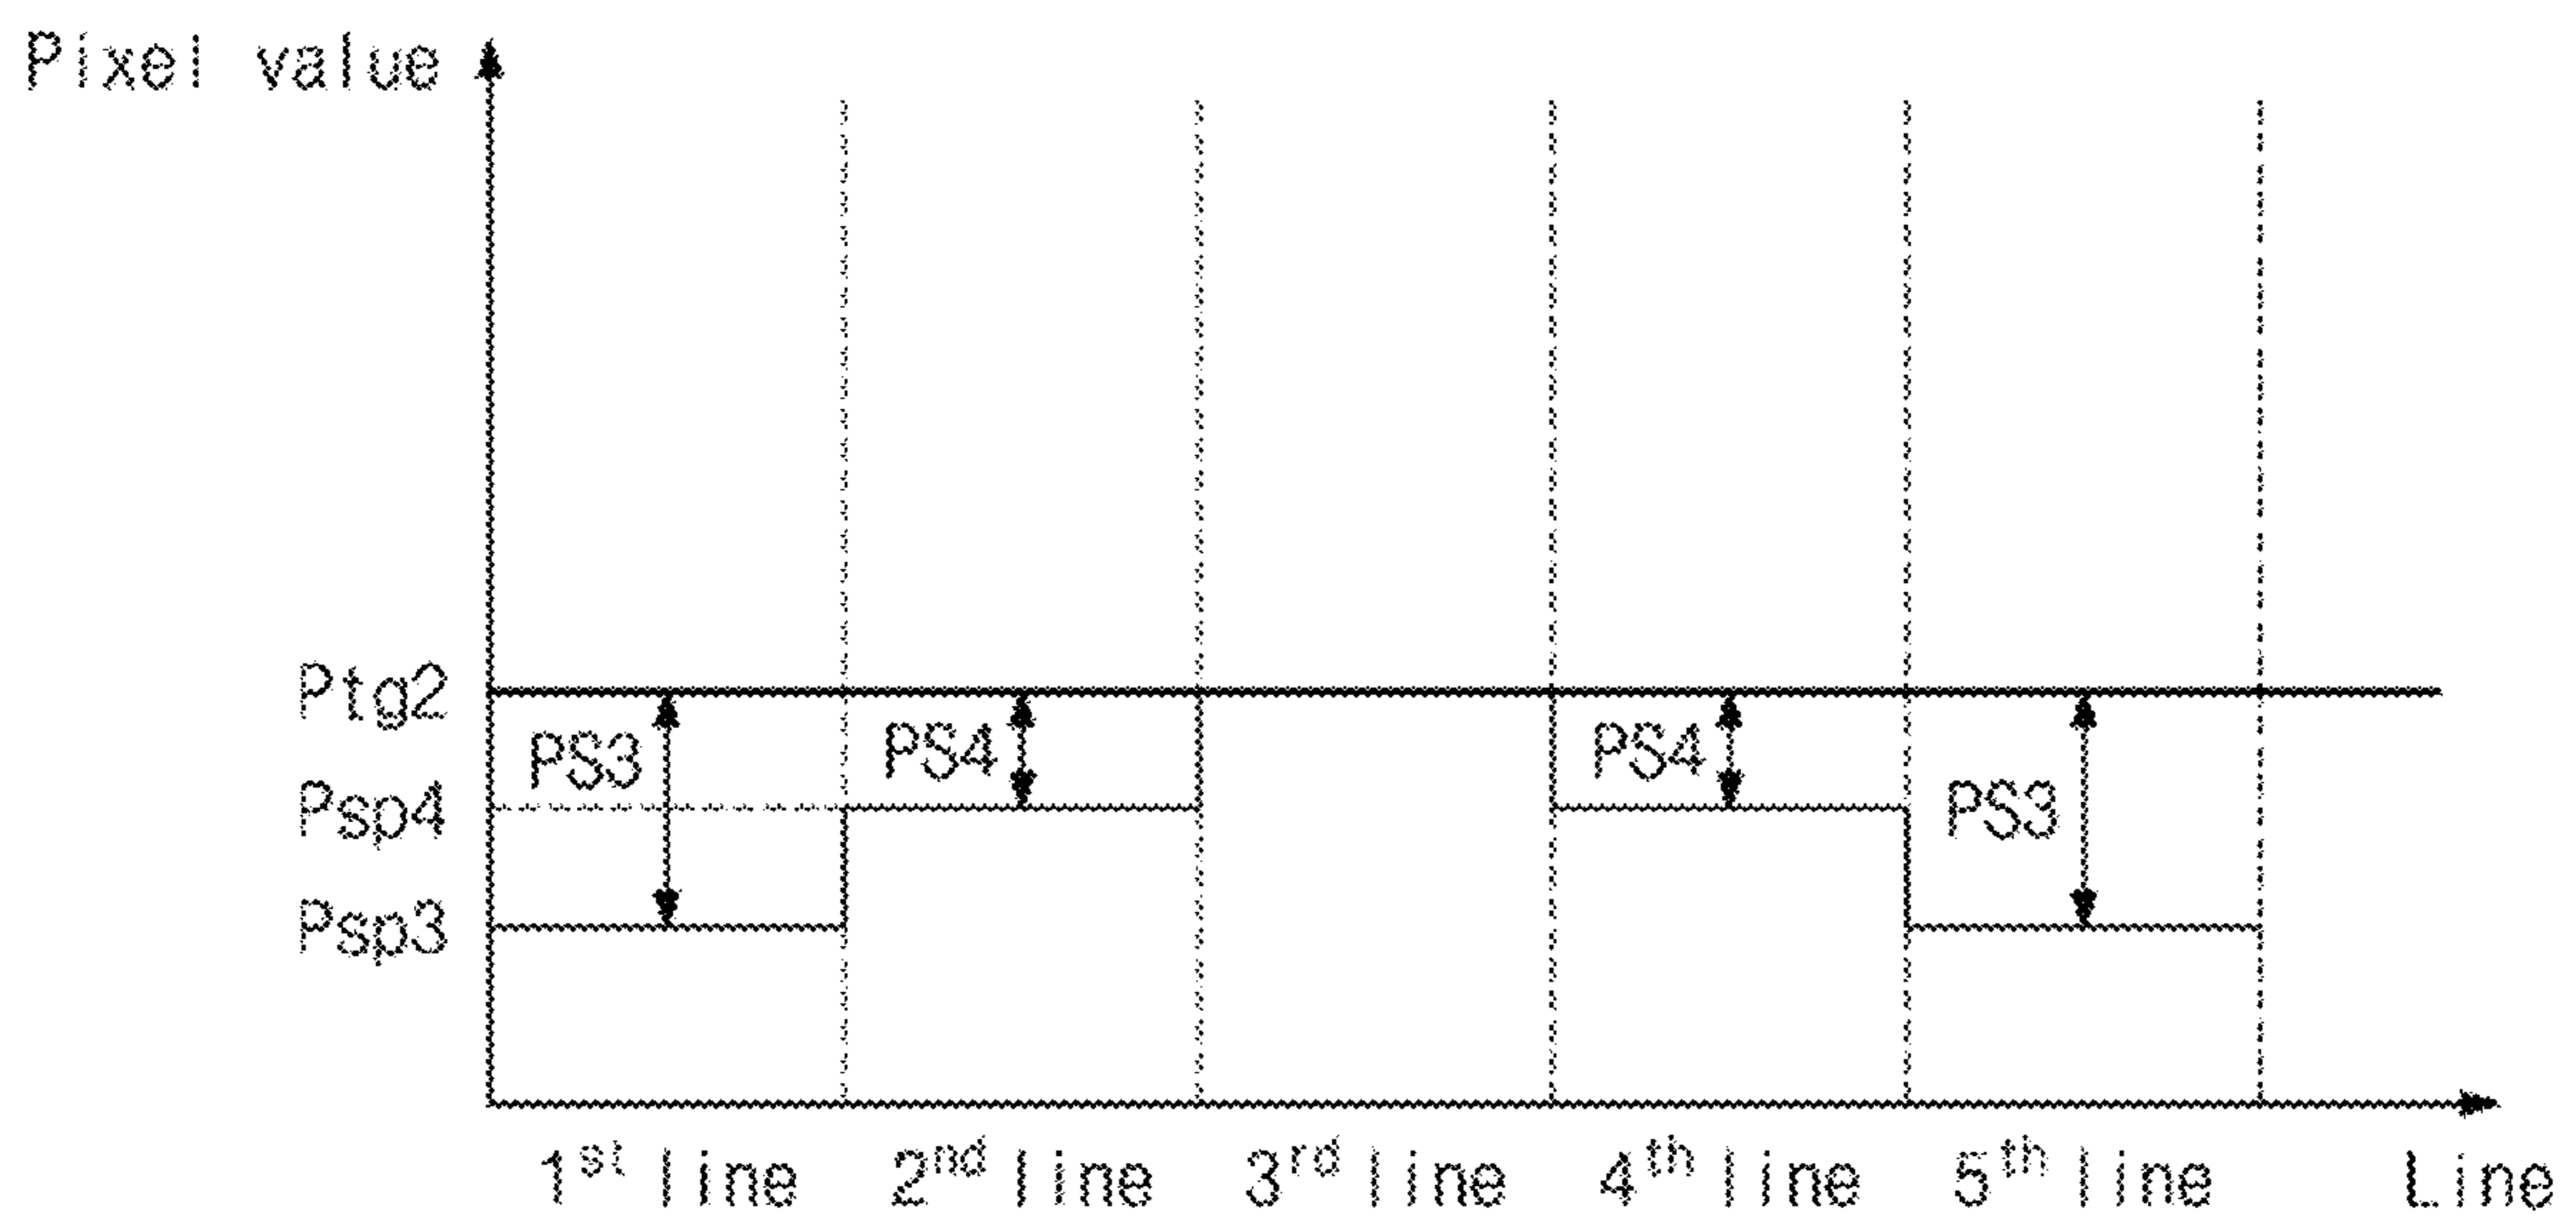 Pixel value
Ptg2
PS3 PS4 PS4 PS3
Psp4
Psp3
1st line 2nd line 3rd line 4th line 5th line Line